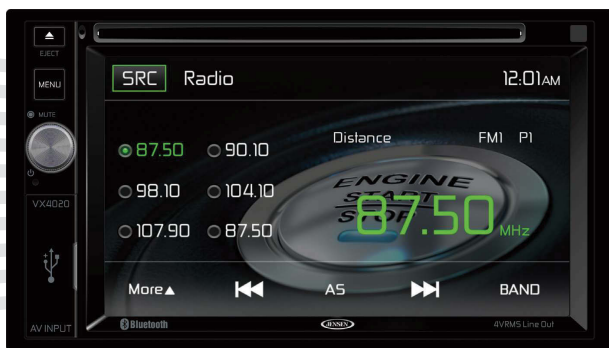 EJECT
MENU
MUTE
VX4020
AV INPUT
SRC Radio 12:01AM
Distance FM1 P1
87.50 90.10
98.10 104.10
107.90 87.50
ENGINE
START
STOP
87.50 MHz
More AS BAND
Bluetooth JENSEN 4VRMS Line Out